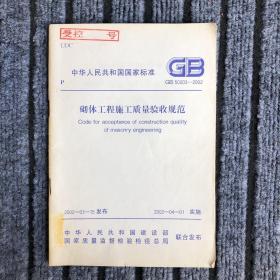 受控 号
UDC
中华人民共和国国家标准
GB
P
GB 50203—2002
砌体工程施工质量验收规范
Code for acceptance of construction quality
of masonry engineering
2002—01—10 发布
2002—04—01 实施
中华人民共和国建设部
国家质量监督检验检疫总局
联合发布